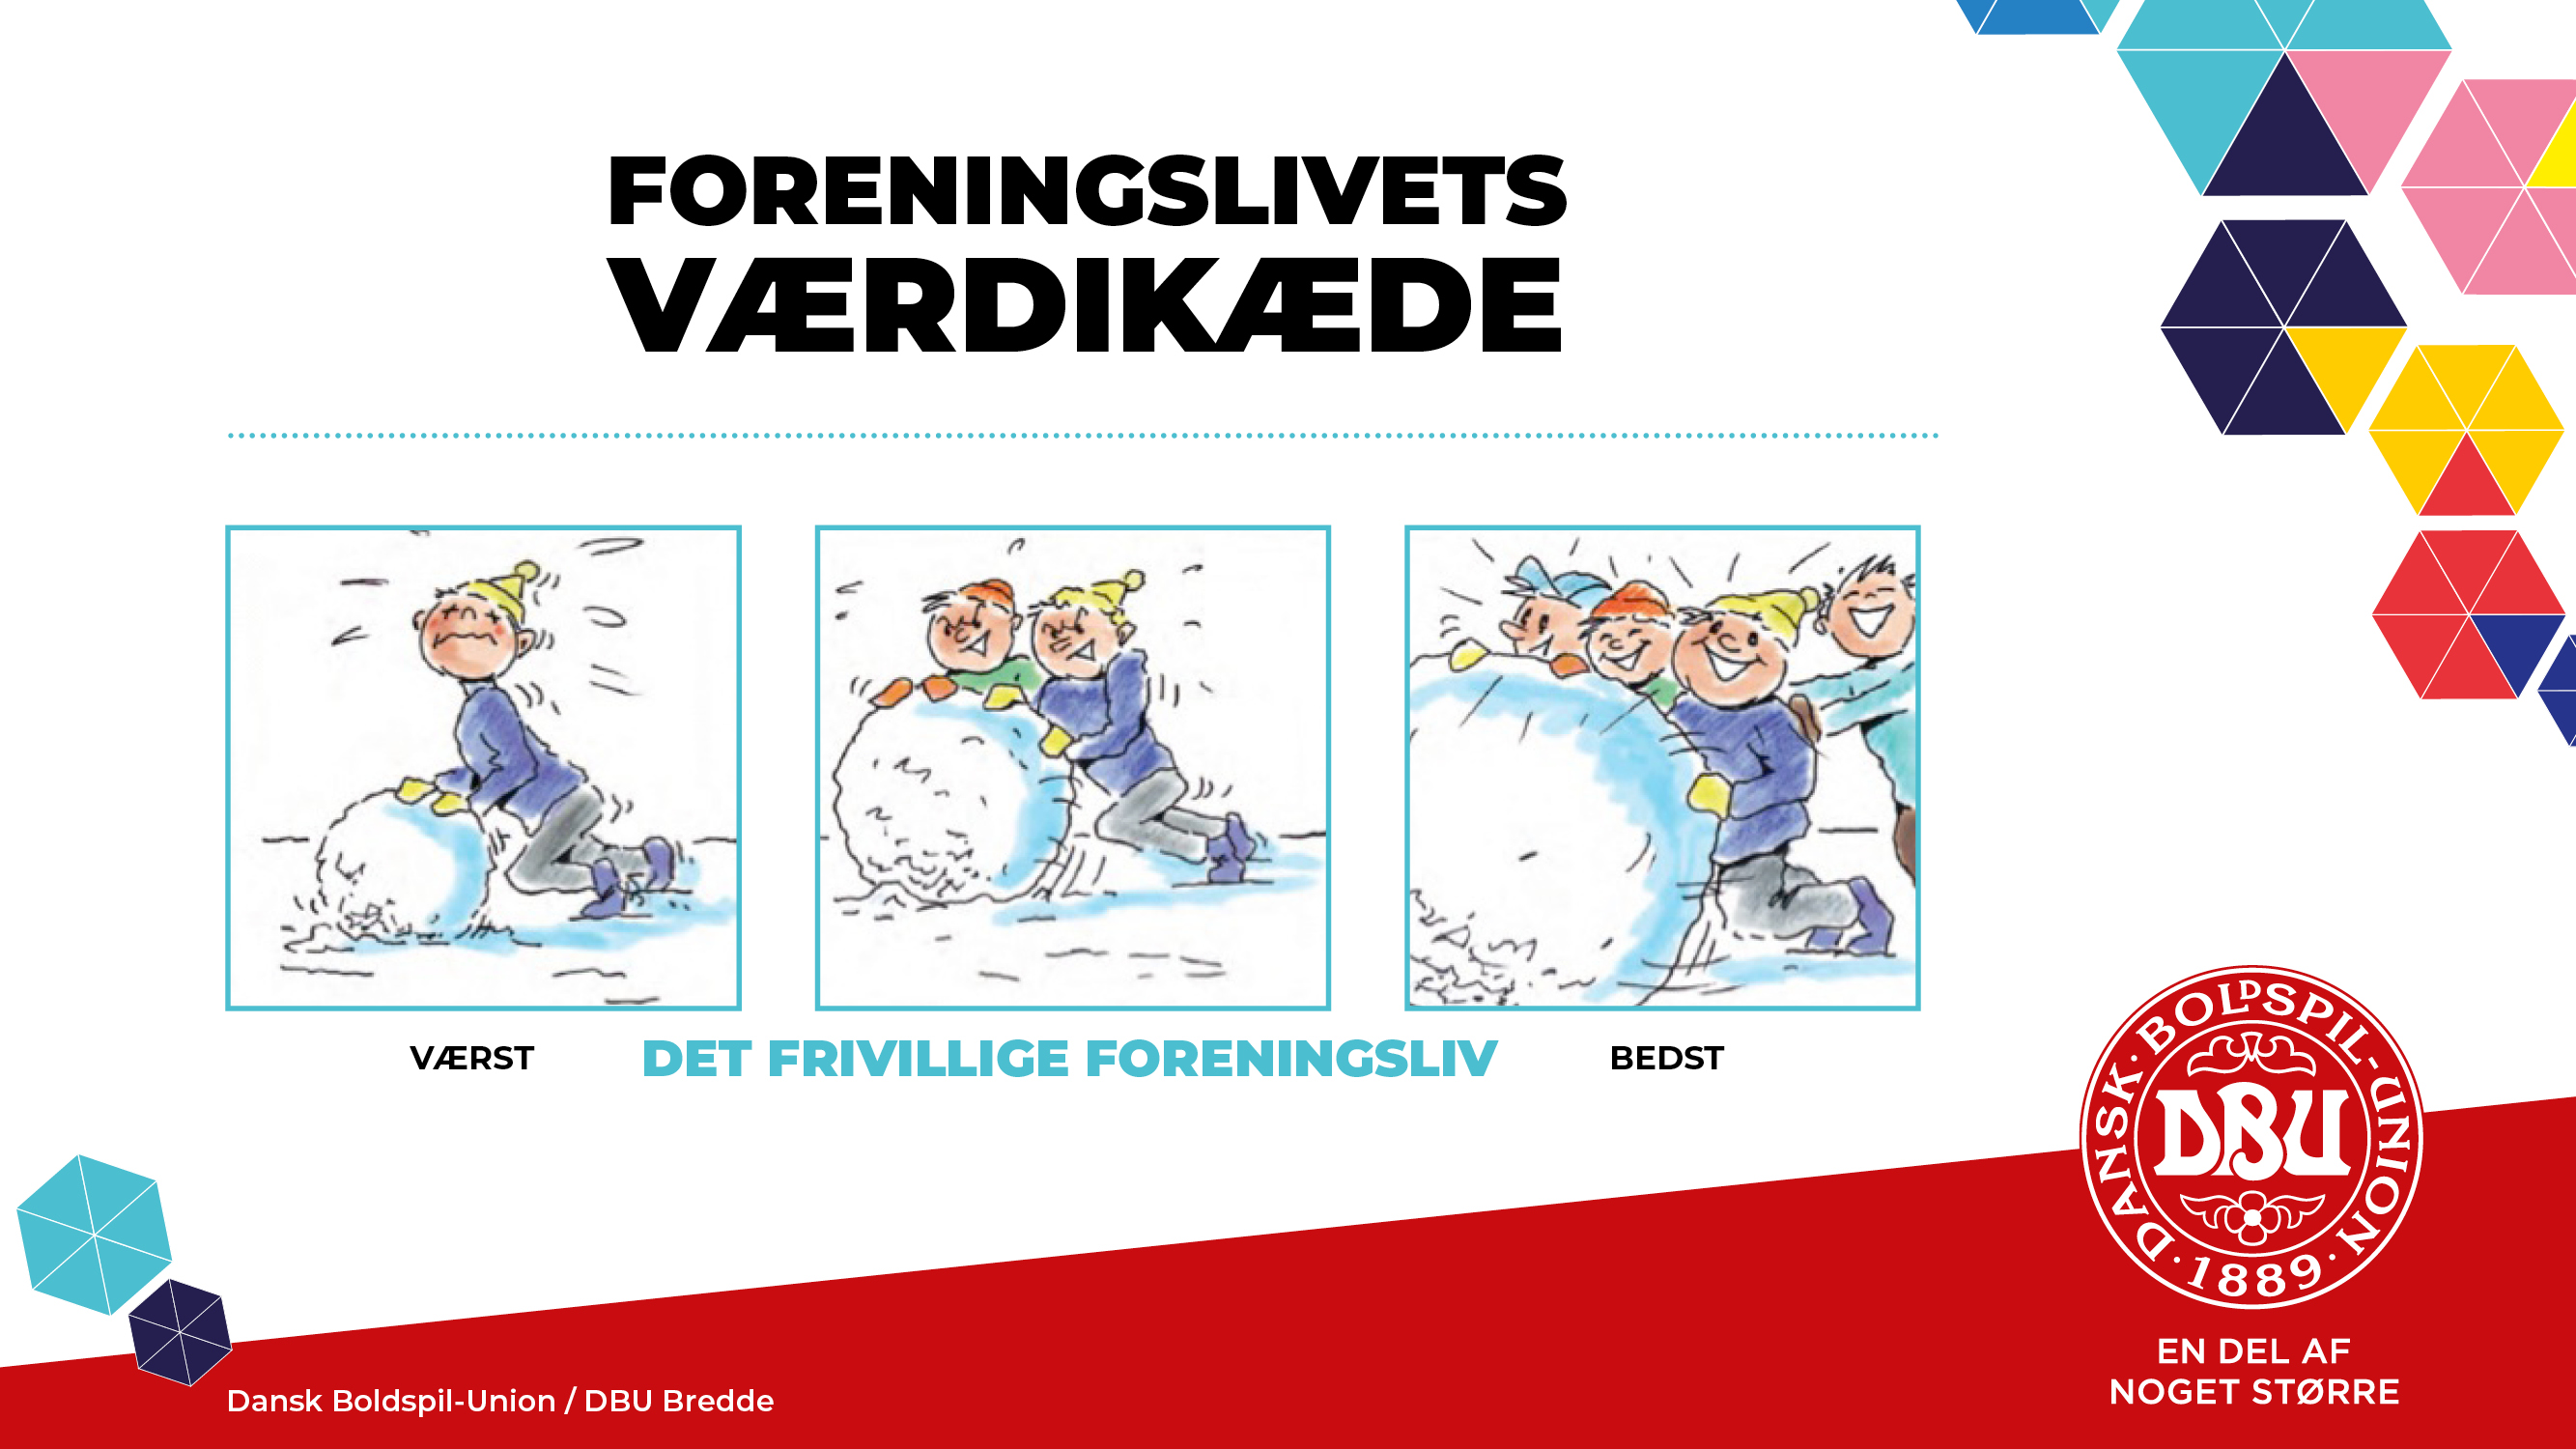 FORENINGSLIVETS
VÆRDIKÆDE
VÆRST
DET FRIVILLIGE FORENINGSLIV
BEDST
DANSK · BOLDSPIL-UNION · 1889 ·
DBU
EN DEL AF
NOGET STØRRE
Dansk Boldspil-Union / DBU Bredde